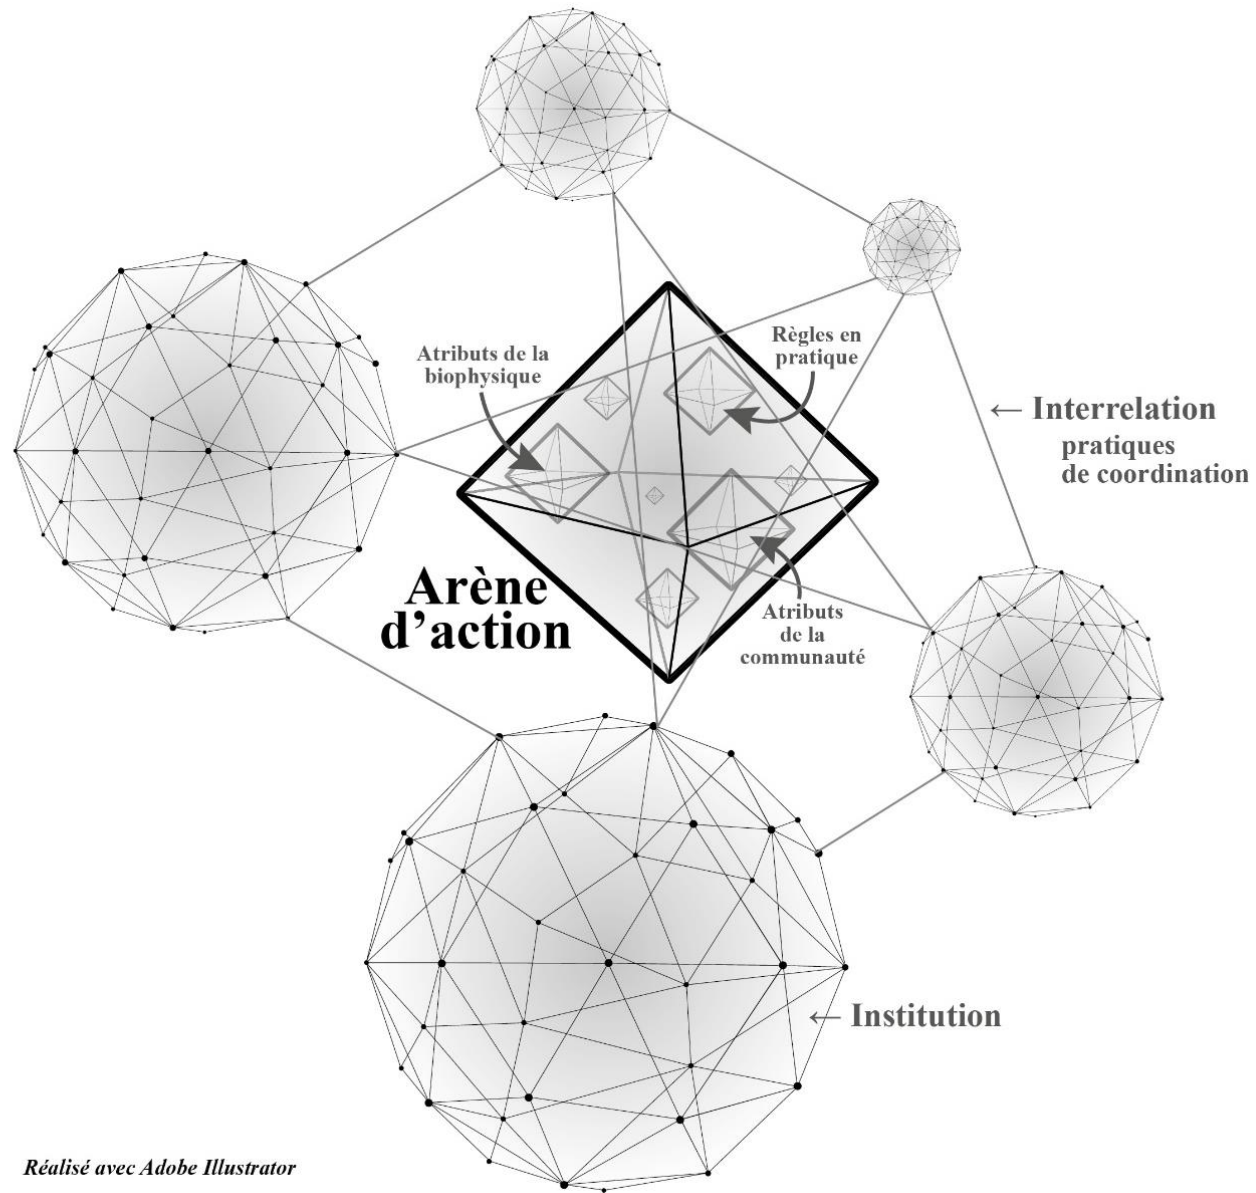 Règles en
pratique
Atributs de la
biophysique
← Interrelation
pratiques
de coordination
Arène
d'action
Atributs
de la
communauté
← Institution
Réalisé avec Adobe Illustrator